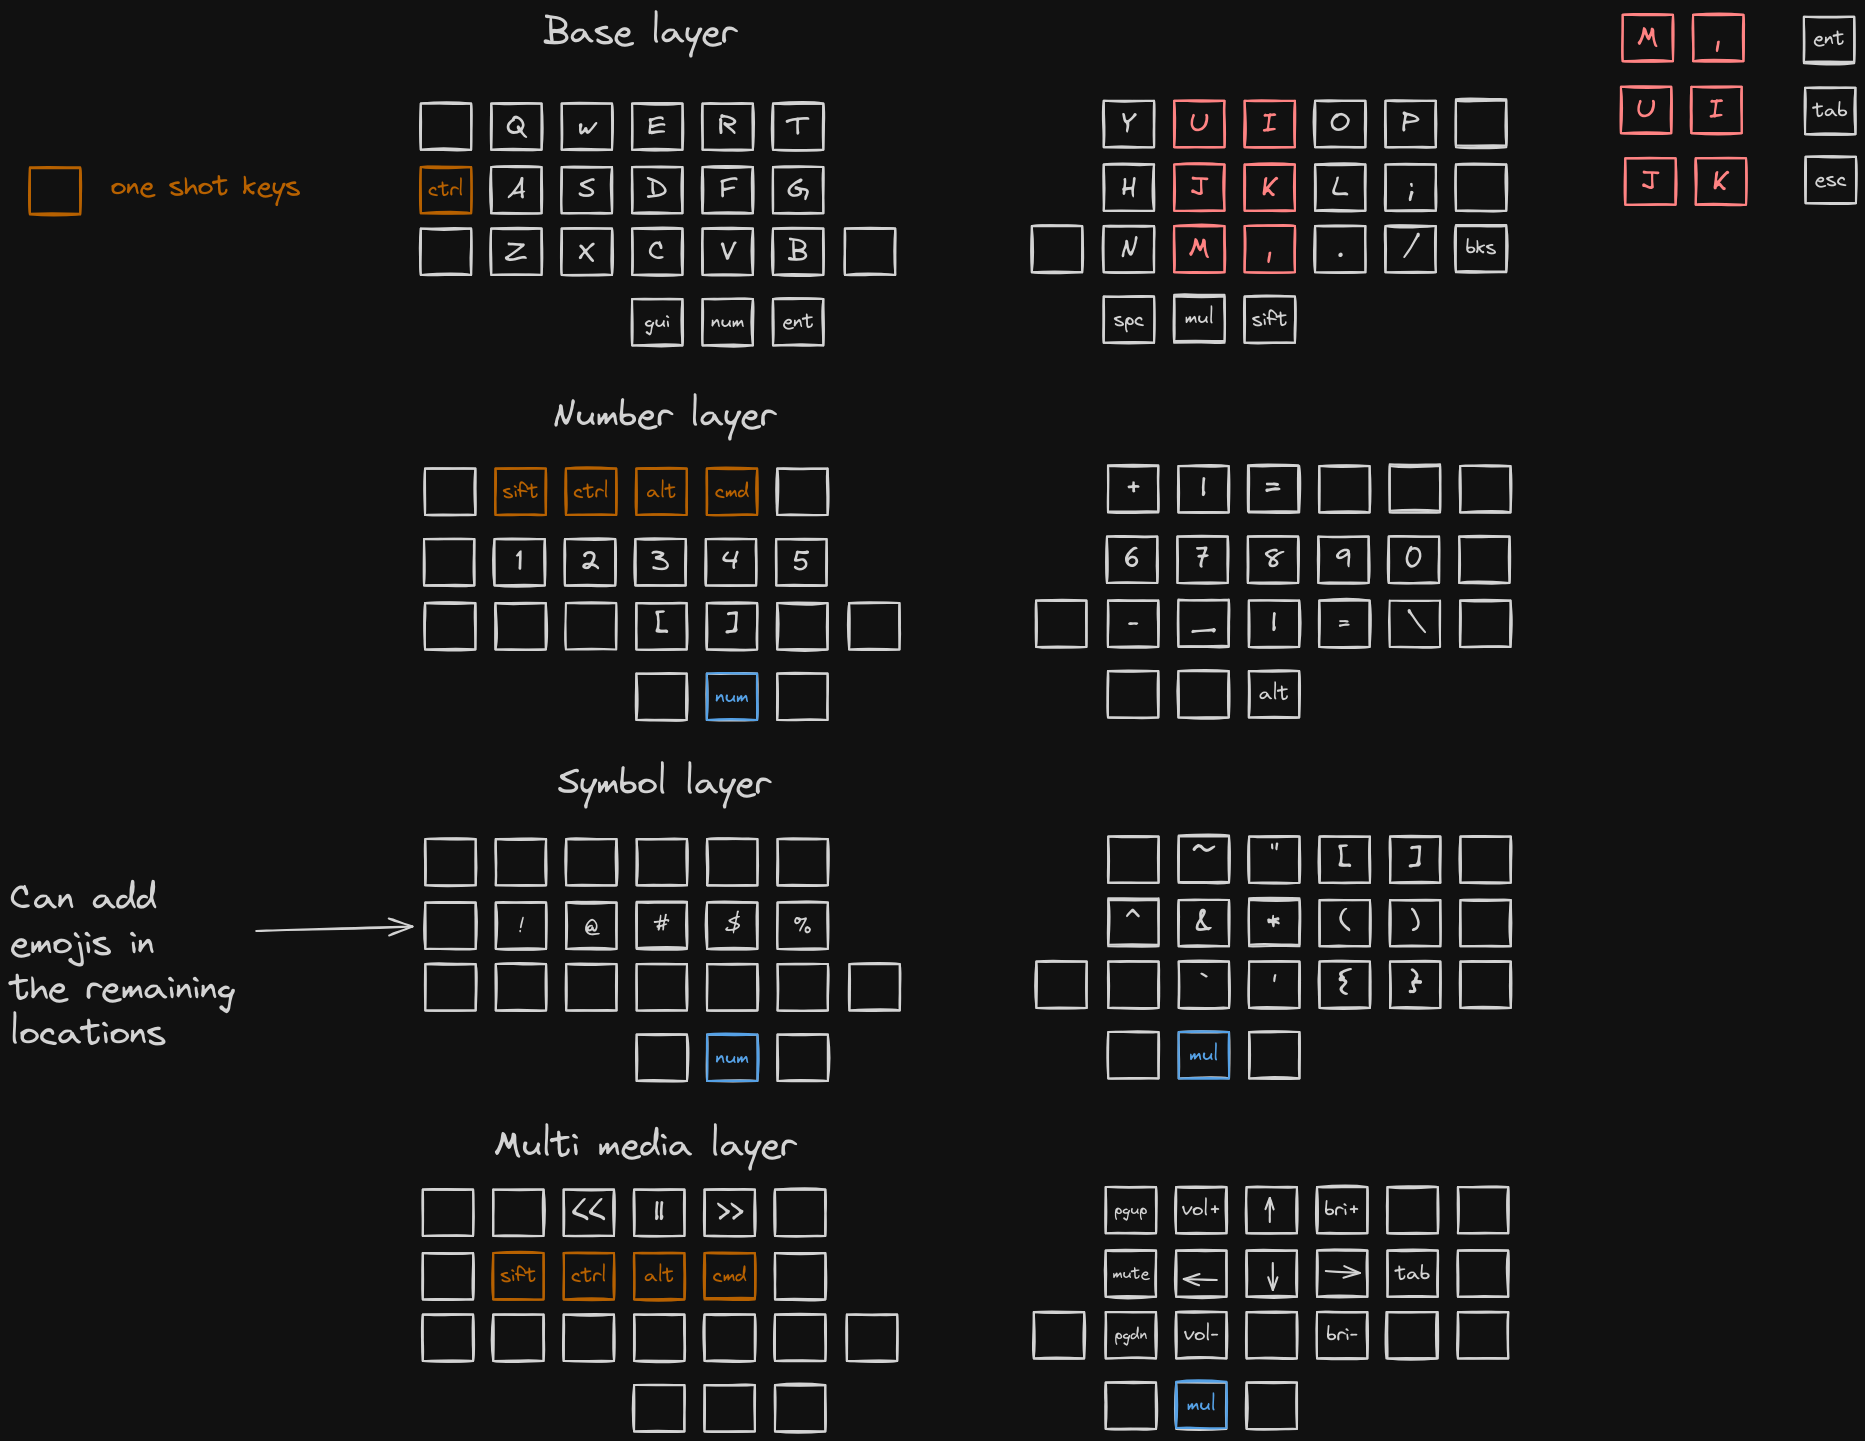 Base layer
M , ent
U I tab
J K esc
one shot keys
Q W E R T Y U I O P
ctrl A S D F G H J K L ;
Z X C V B N M , . / bks
gui num ent spc mul sift
Number layer
sift ctrl alt cmd + | =
1 2 3 4 5 6 7 8 9 0
[ ] - _ | = \
num alt
Symbol layer
~ " [ ]
! @ # $ % ^ & * ( )
` ' { }
num mul
Can add
emojis in
the remaining
locations
Multi media layer
<< || >> pgup vol+ ↑ bri+
sift ctrl alt cmd mute ← ↓ → tab
pgdn vol- bri-
mul